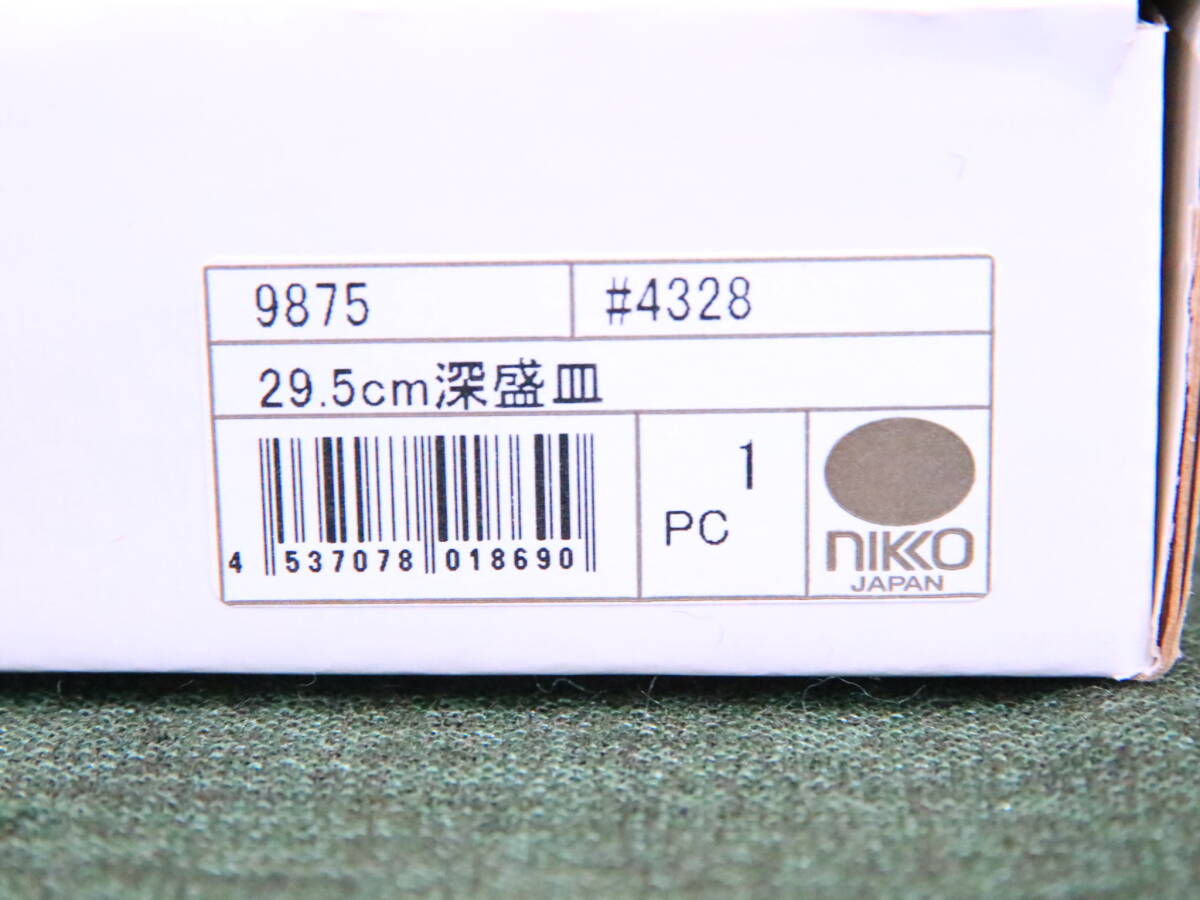 9875 #4328
29.5cm深盛皿
4 537078 018690
1
PC
NIKKO
JAPAN